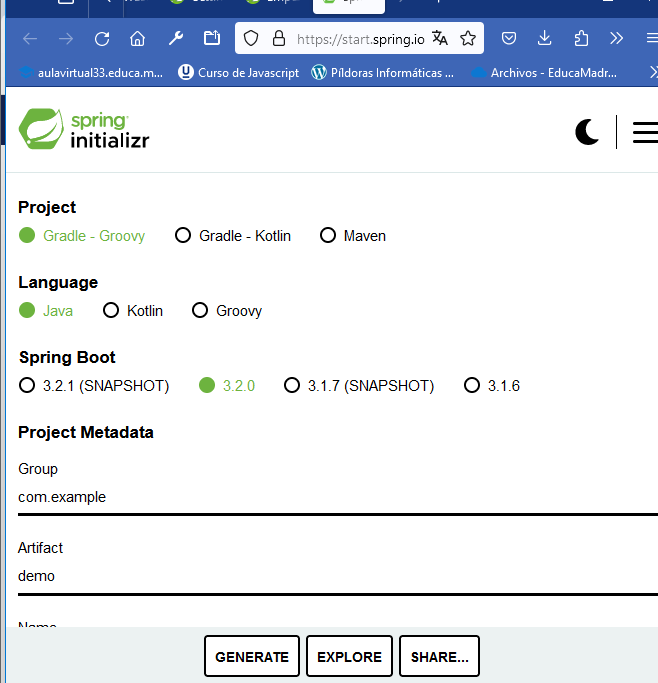 https://start.spring.io
aulavirtual33.educa.m...
Curso de Javascript
Píldoras Informáticas ...
Archivos - EducaMadr...
spring
initializr
Project
Gradle - Groovy Gradle - Kotlin Maven
Language
Java Kotlin Groovy
Spring Boot
3.2.1 (SNAPSHOT) 3.2.0 3.1.7 (SNAPSHOT) 3.1.6
Project Metadata
Group
com.example
Artifact
demo
Name
GENERATE EXPLORE SHARE...